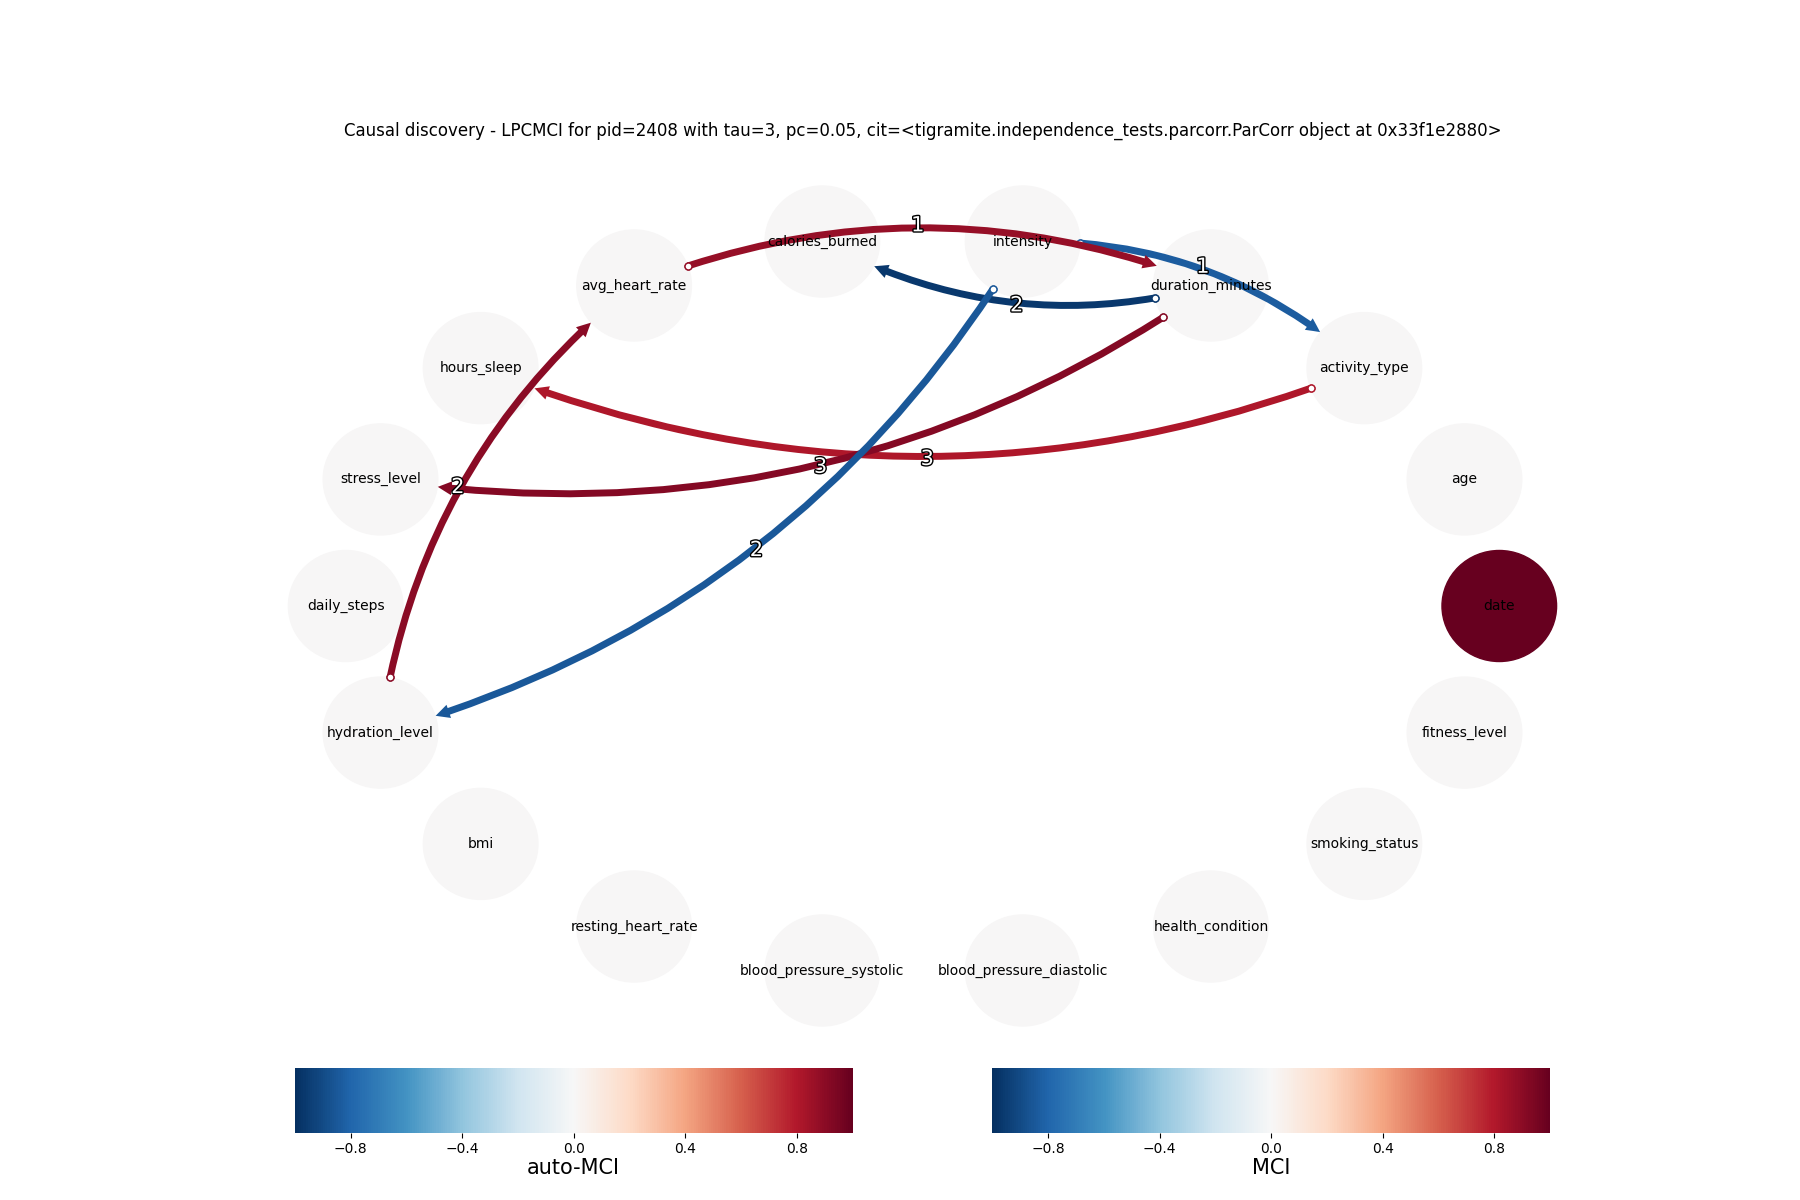 Causal discovery - LPCMCI for pid=2408 with tau=3, pc=0.05, cit=<tigramite.independence_tests.parcorr.ParCorr object at 0x33f1e2880>
1
calories_burned
intensity
1
avg_heart_rate
duration_minutes
2
hours_sleep
activity_type
3
3
stress_level
2
age
2
daily_steps
date
hydration_level
fitness_level
bmi
smoking_status
resting_heart_rate
health_condition
blood_pressure_systolic
blood_pressure_diastolic
−0.8 −0.4 0.0 0.4 0.8
auto-MCI
−0.8 −0.4 0.0 0.4 0.8
MCI